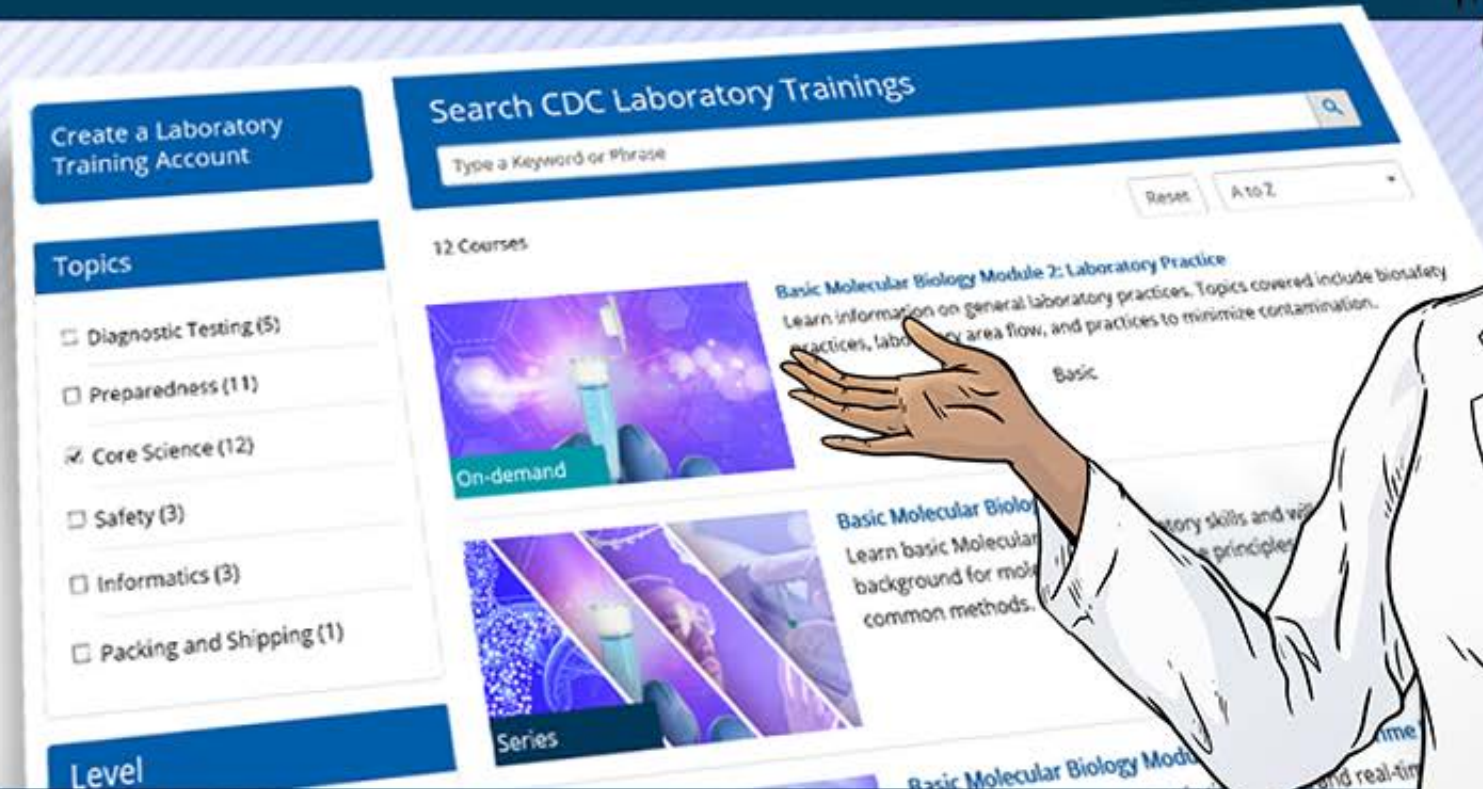 Create a Laboratory
Training Account
Topics
Diagnostic Testing (5)
Preparedness (11)
Core Science (12)
Safety (3)
Informatics (3)
Packing and Shipping (1)
Level
Search CDC Laboratory Trainings
Type a Keyword or Phrase
Reset
A to Z
12 Courses
On-demand
Basic Molecular Biology Module 2: Laboratory Practice
Learn information on general laboratory practices. Topics covered include biosafety
practices, area flow, and practices to minimize contamination.
Basic
Series
Basic Molecular
skills and
Learn basic Molecular
principles
background for
common methods.
Basic Molecular Biology
and